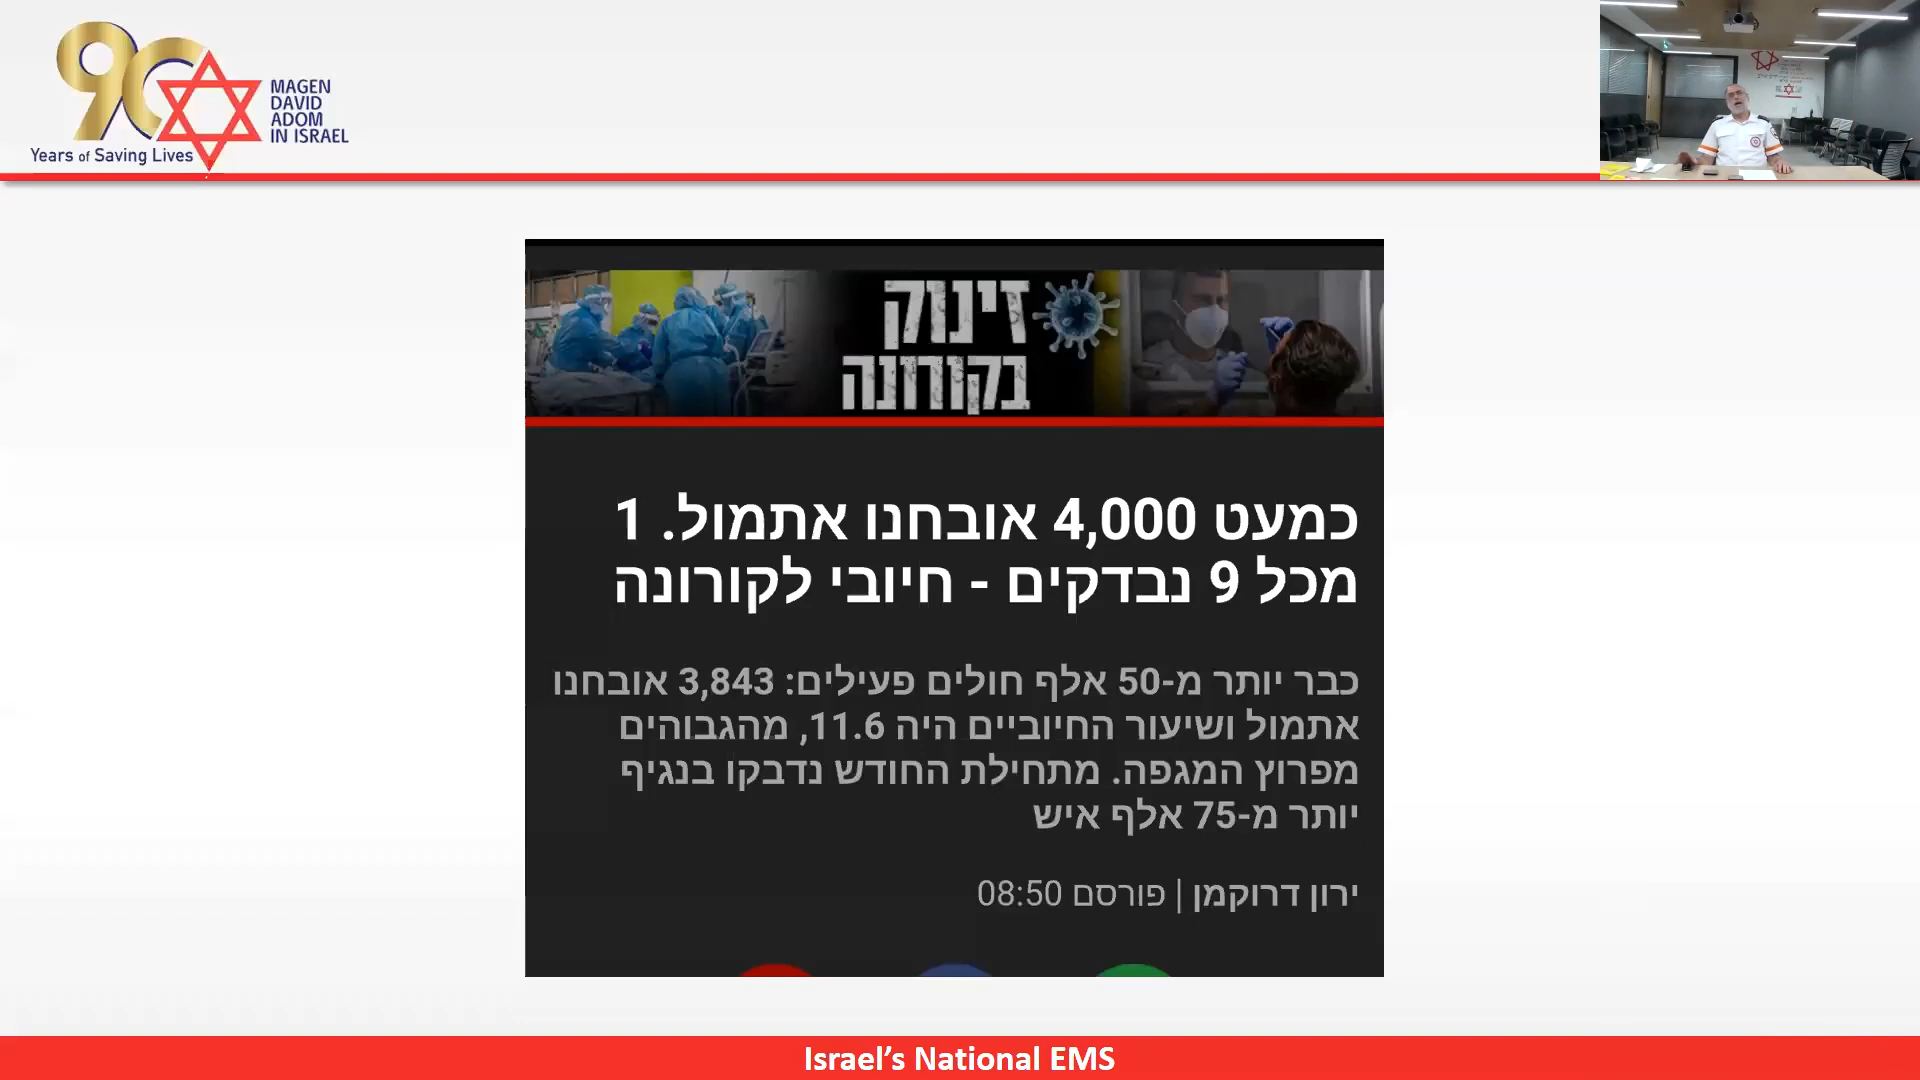 90
MAGEN
DAVID
ADOM
IN ISRAEL
Years of Saving Lives
זינוק
בקורונה
כמעט 4,000 אובחנו אתמול. 1
מכל 9 נבדקים - חיובי לקורונה
כבר יותר מ-50 אלף חולים פעילים: 3,843 אובחנו
אתמול ושיעור החיוביים היה 11.6, מהגבוהים
מפרוץ המגפה. מתחילת החודש נדבקו בנגיף
יותר מ-75 אלף איש
ירון דרוקמן | פורסם 08:50
Israel’s National EMS